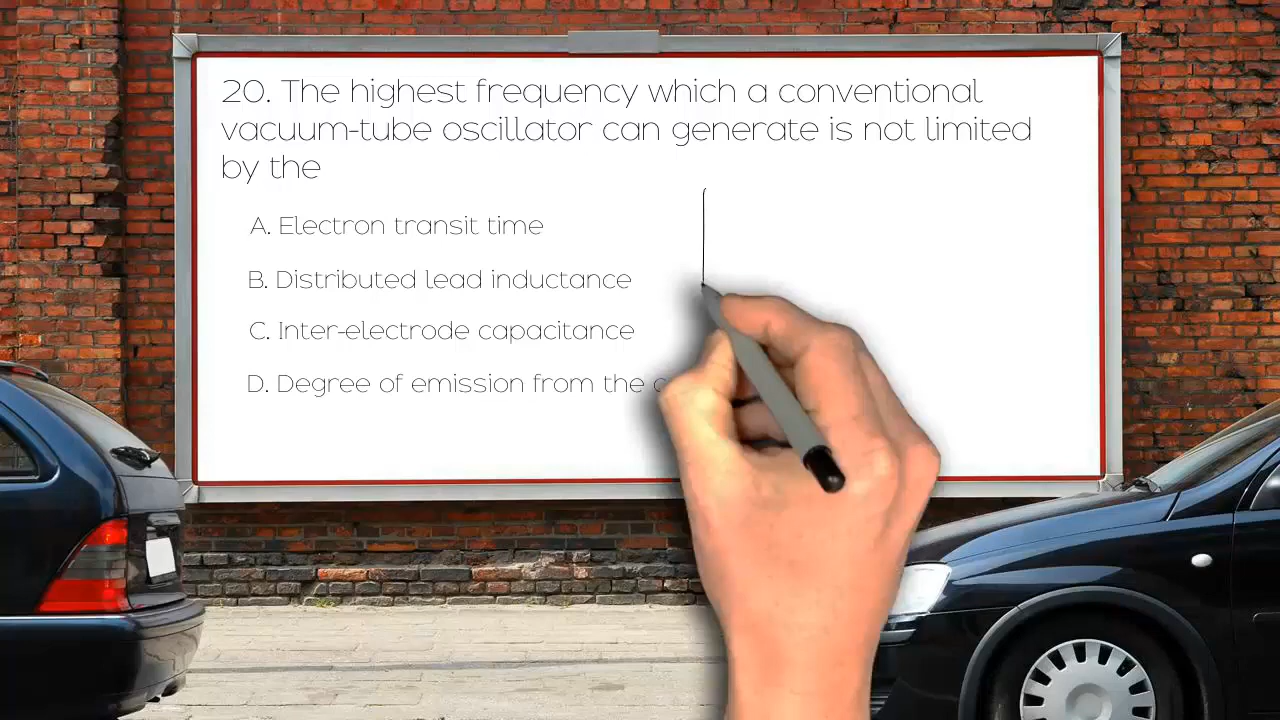 20. The highest frequency which a conventional
vacuum-tube oscillator can generate is not limited
by the
A. Electron transit time
B. Distributed lead inductance
C. Inter-electrode capacitance
D. Degree of emission from the